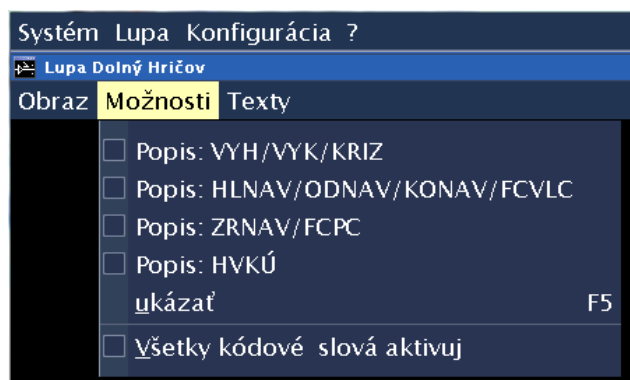 Systém Lupa Konfigurácia ?
Lupa Dolný Hričov
Obraz Možnosti Texty
Popis: VYH/VYK/KRIZ
Popis: HLNAV/ODNAV/KONAV/FCVLC
Popis: ZRNAV/FCPC
Popis: HVKÚ
ukázať F5
Všetky kódové slová aktivuj